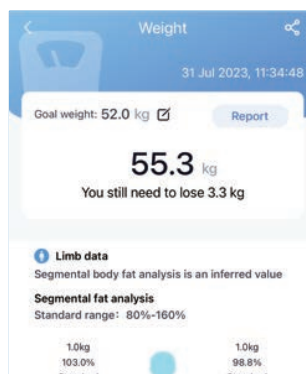 Weight
31 Jul 2023, 11:34:48
Goal weight: 52.0 kg
Report
55.3 kg
You still need to lose 3.3 kg
Limb data
Segmental body fat analysis is an inferred value
Segmental fat analysis
Standard range: 80%-160%
1.0kg 1.0kg
103.0% 98.8%